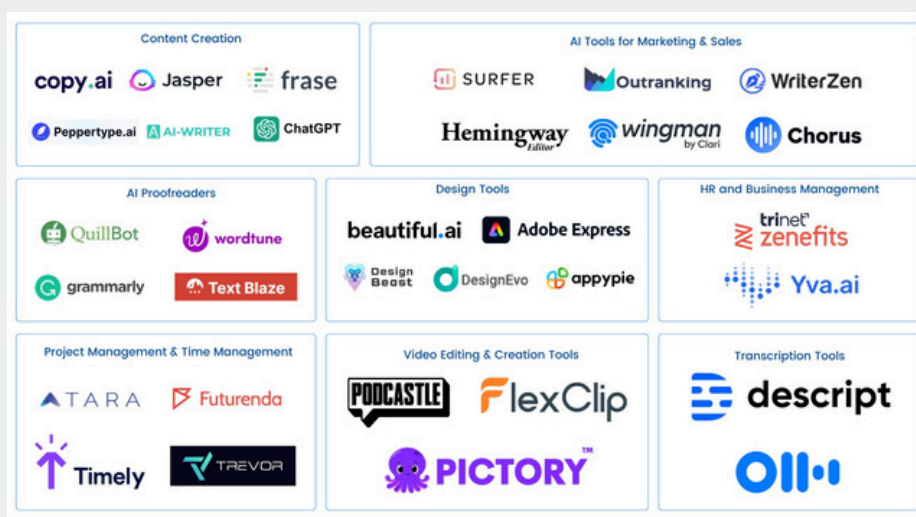 Content Creation
copy.ai Jasper frase
Peppertype.ai AI-WRITER ChatGPT
AI Tools for Marketing & Sales
SURFER Outranking WriterZen
Hemingway Editor wingman by Clari Chorus
AI Proofreaders
QuillBot wordtune
grammarly Text Blaze
Design Tools
beautiful.ai Adobe Express
Design Beast DesignEvo appypie
HR and Business Management
trinet zenefits
Yva.ai
Project Management & Time Management
ATARA Futurenda
Timely TREVOR
Video Editing & Creation Tools
PODCASTLE FlexClip
PICTORY™
Transcription Tools
descript